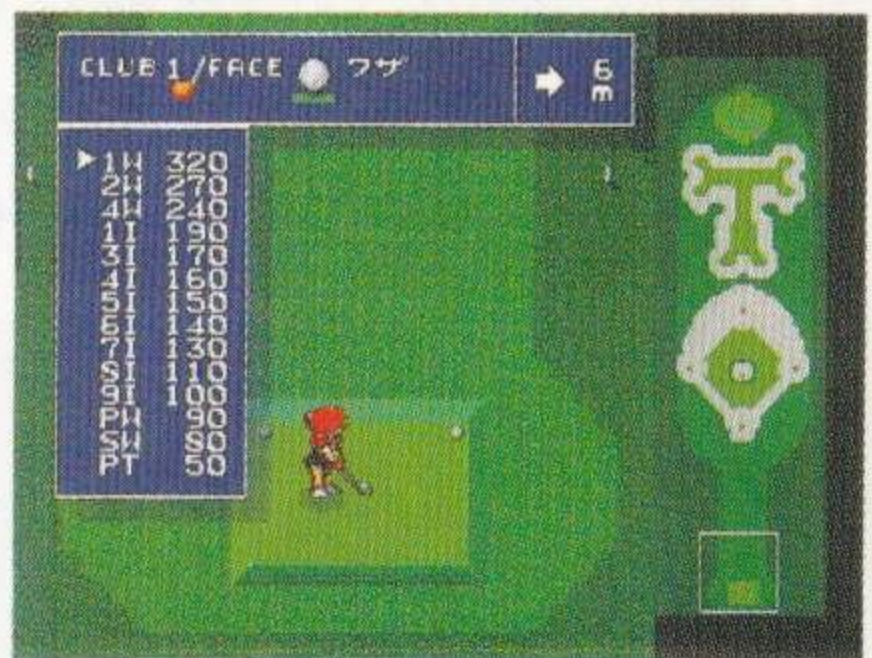 CLUB 1/FACE ワザ → 6
m
▶1W 320
2W 270
4W 240
1I 190
3I 170
4I 160
5I 150
6I 140
7I 130
8I 110
9I 100
PW 90
SW 80
PT 50